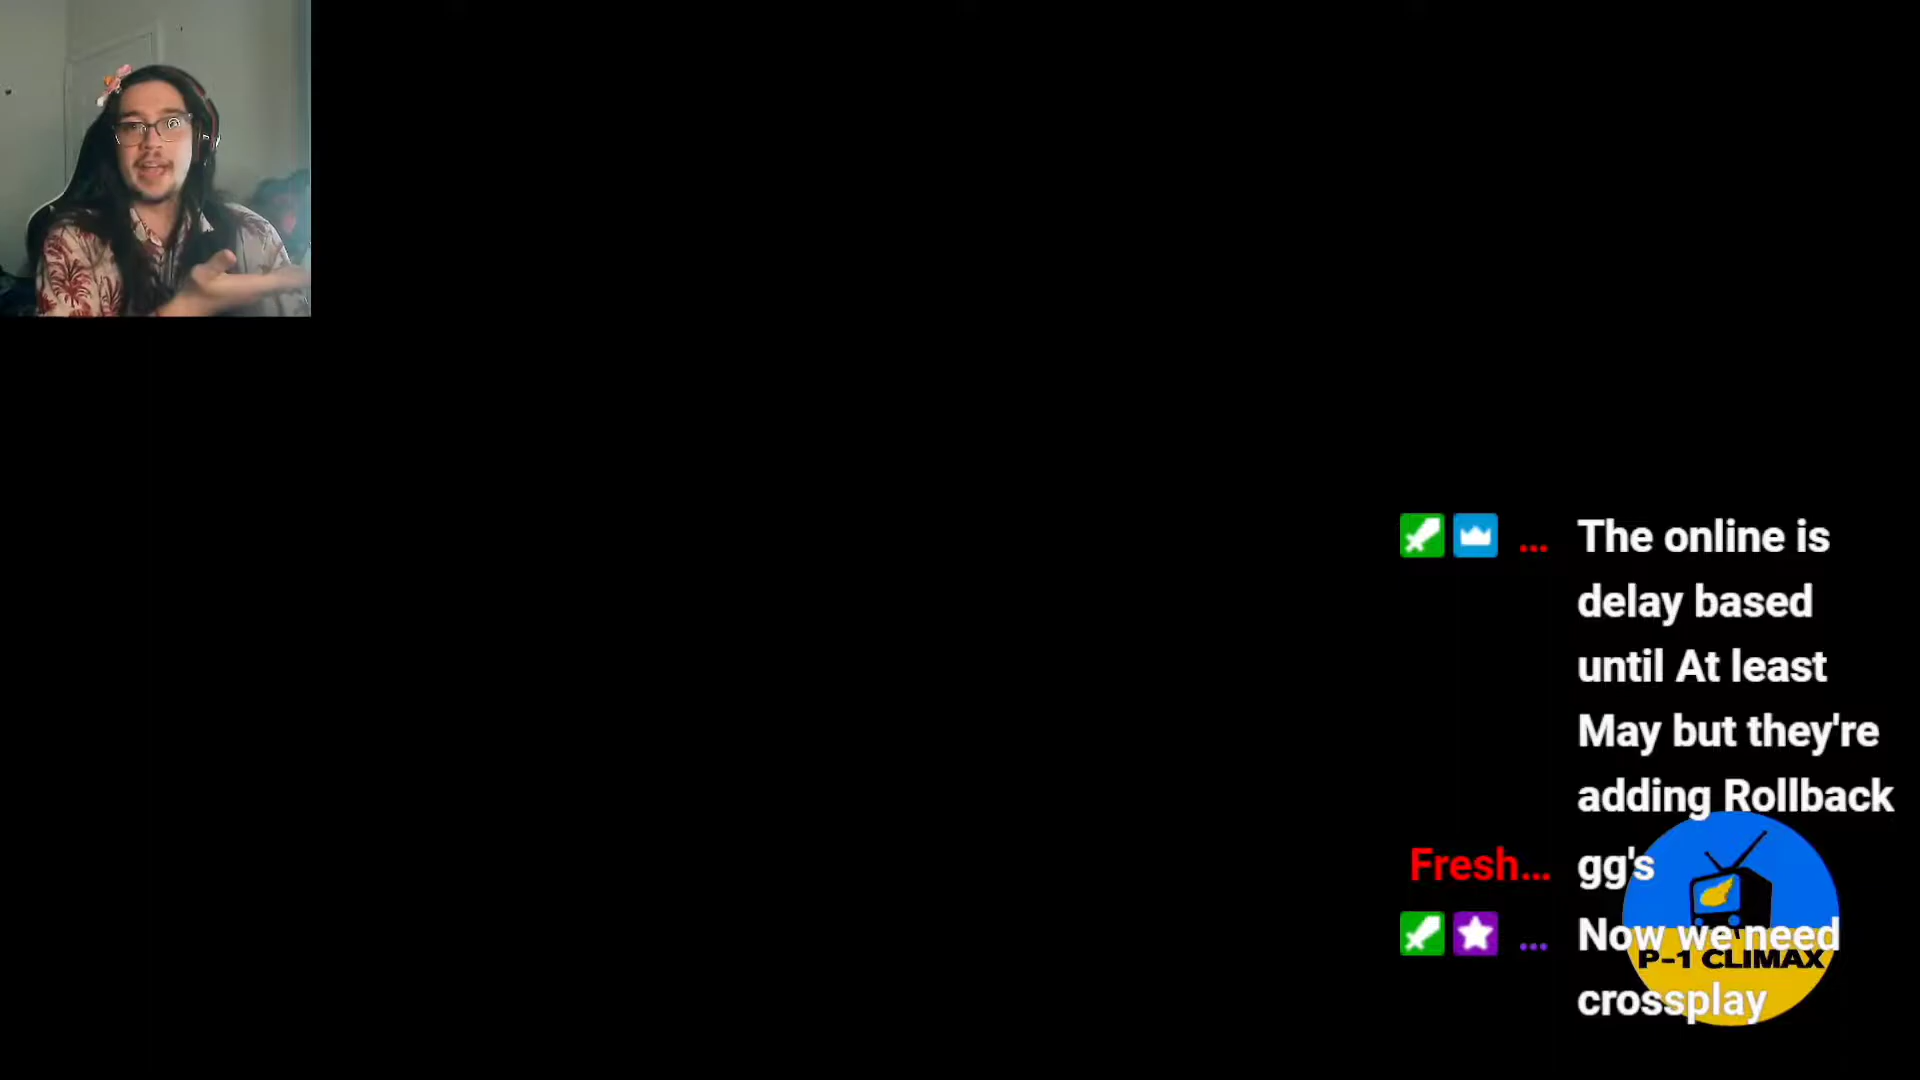 ... The online is
delay based
until At least
May but they're
adding Rollback
Fresh... gg's
... Now we need
crossplay
P-1 CLIMAX